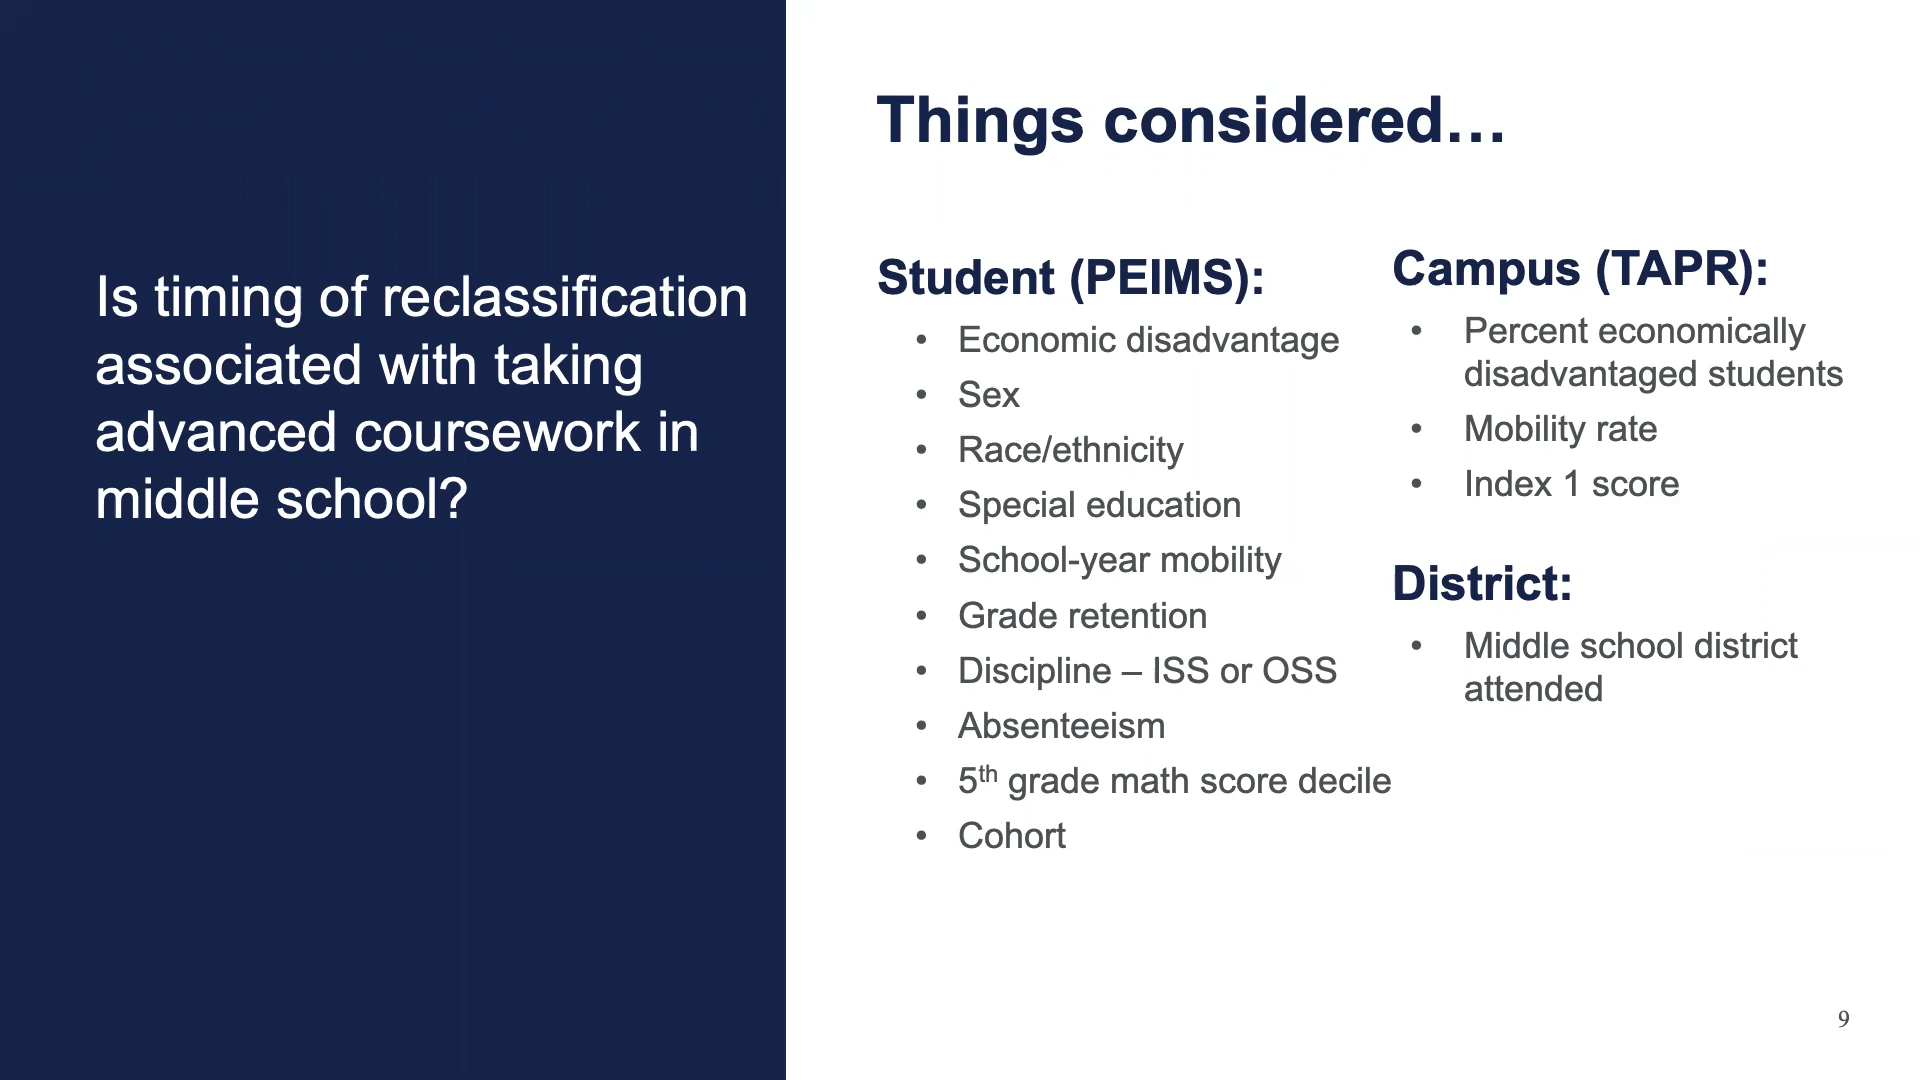 Is timing of reclassification
associated with taking
advanced coursework in
middle school?
Things considered…
Student (PEIMS):
• Economic disadvantage
• Sex
• Race/ethnicity
• Special education
• School-year mobility
• Grade retention
• Discipline – ISS or OSS
• Absenteeism
• 5th grade math score decile
• Cohort
Campus (TAPR):
• Percent economically
disadvantaged students
• Mobility rate
• Index 1 score
District:
• Middle school district
attended
9